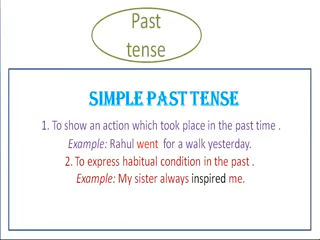 Past
tense
SIMPLE PAST TENSE
1. To show an action which took place in the past time .
Example: Rahul went for a walk yesterday.
2. To express habitual condition in the past .
Example: My sister always inspired me.